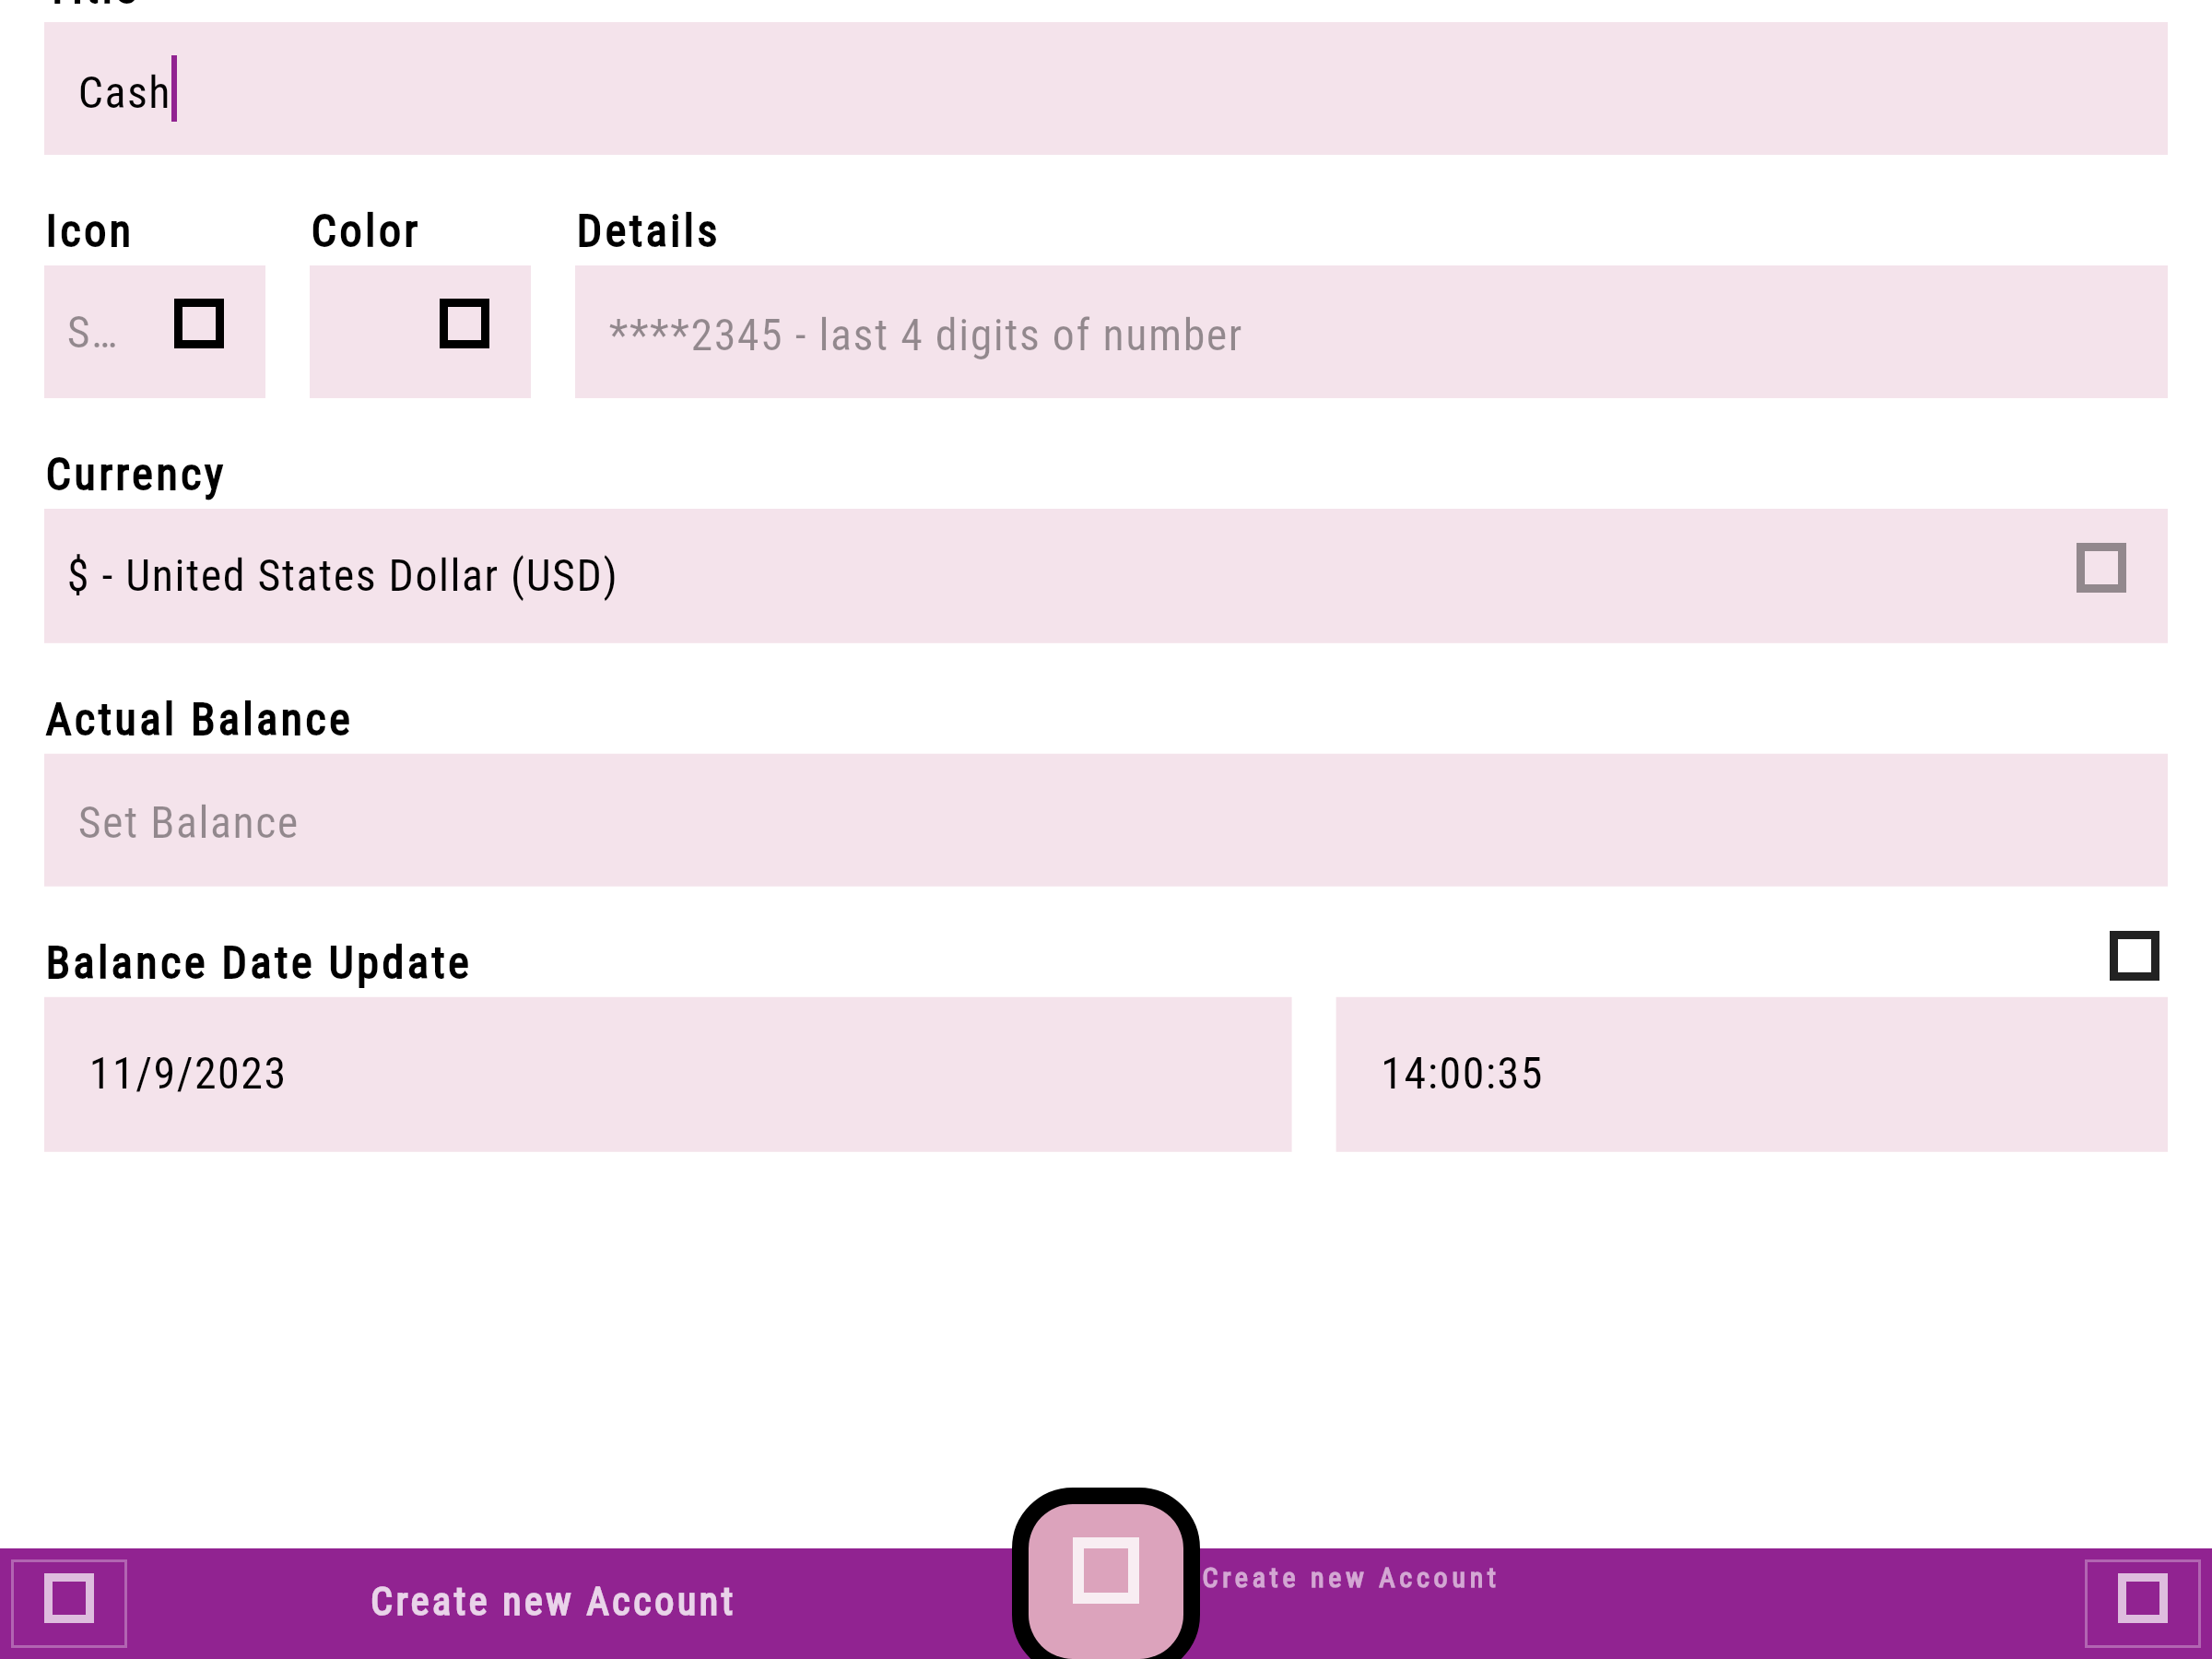 Title
Cash
Icon
Color
Details
S…
****2345 - last 4 digits of number
Currency
$ - United States Dollar (USD)
Actual Balance
Set Balance
Balance Date Update
11/9/2023
14:00:35
Create new Account
Create new Account